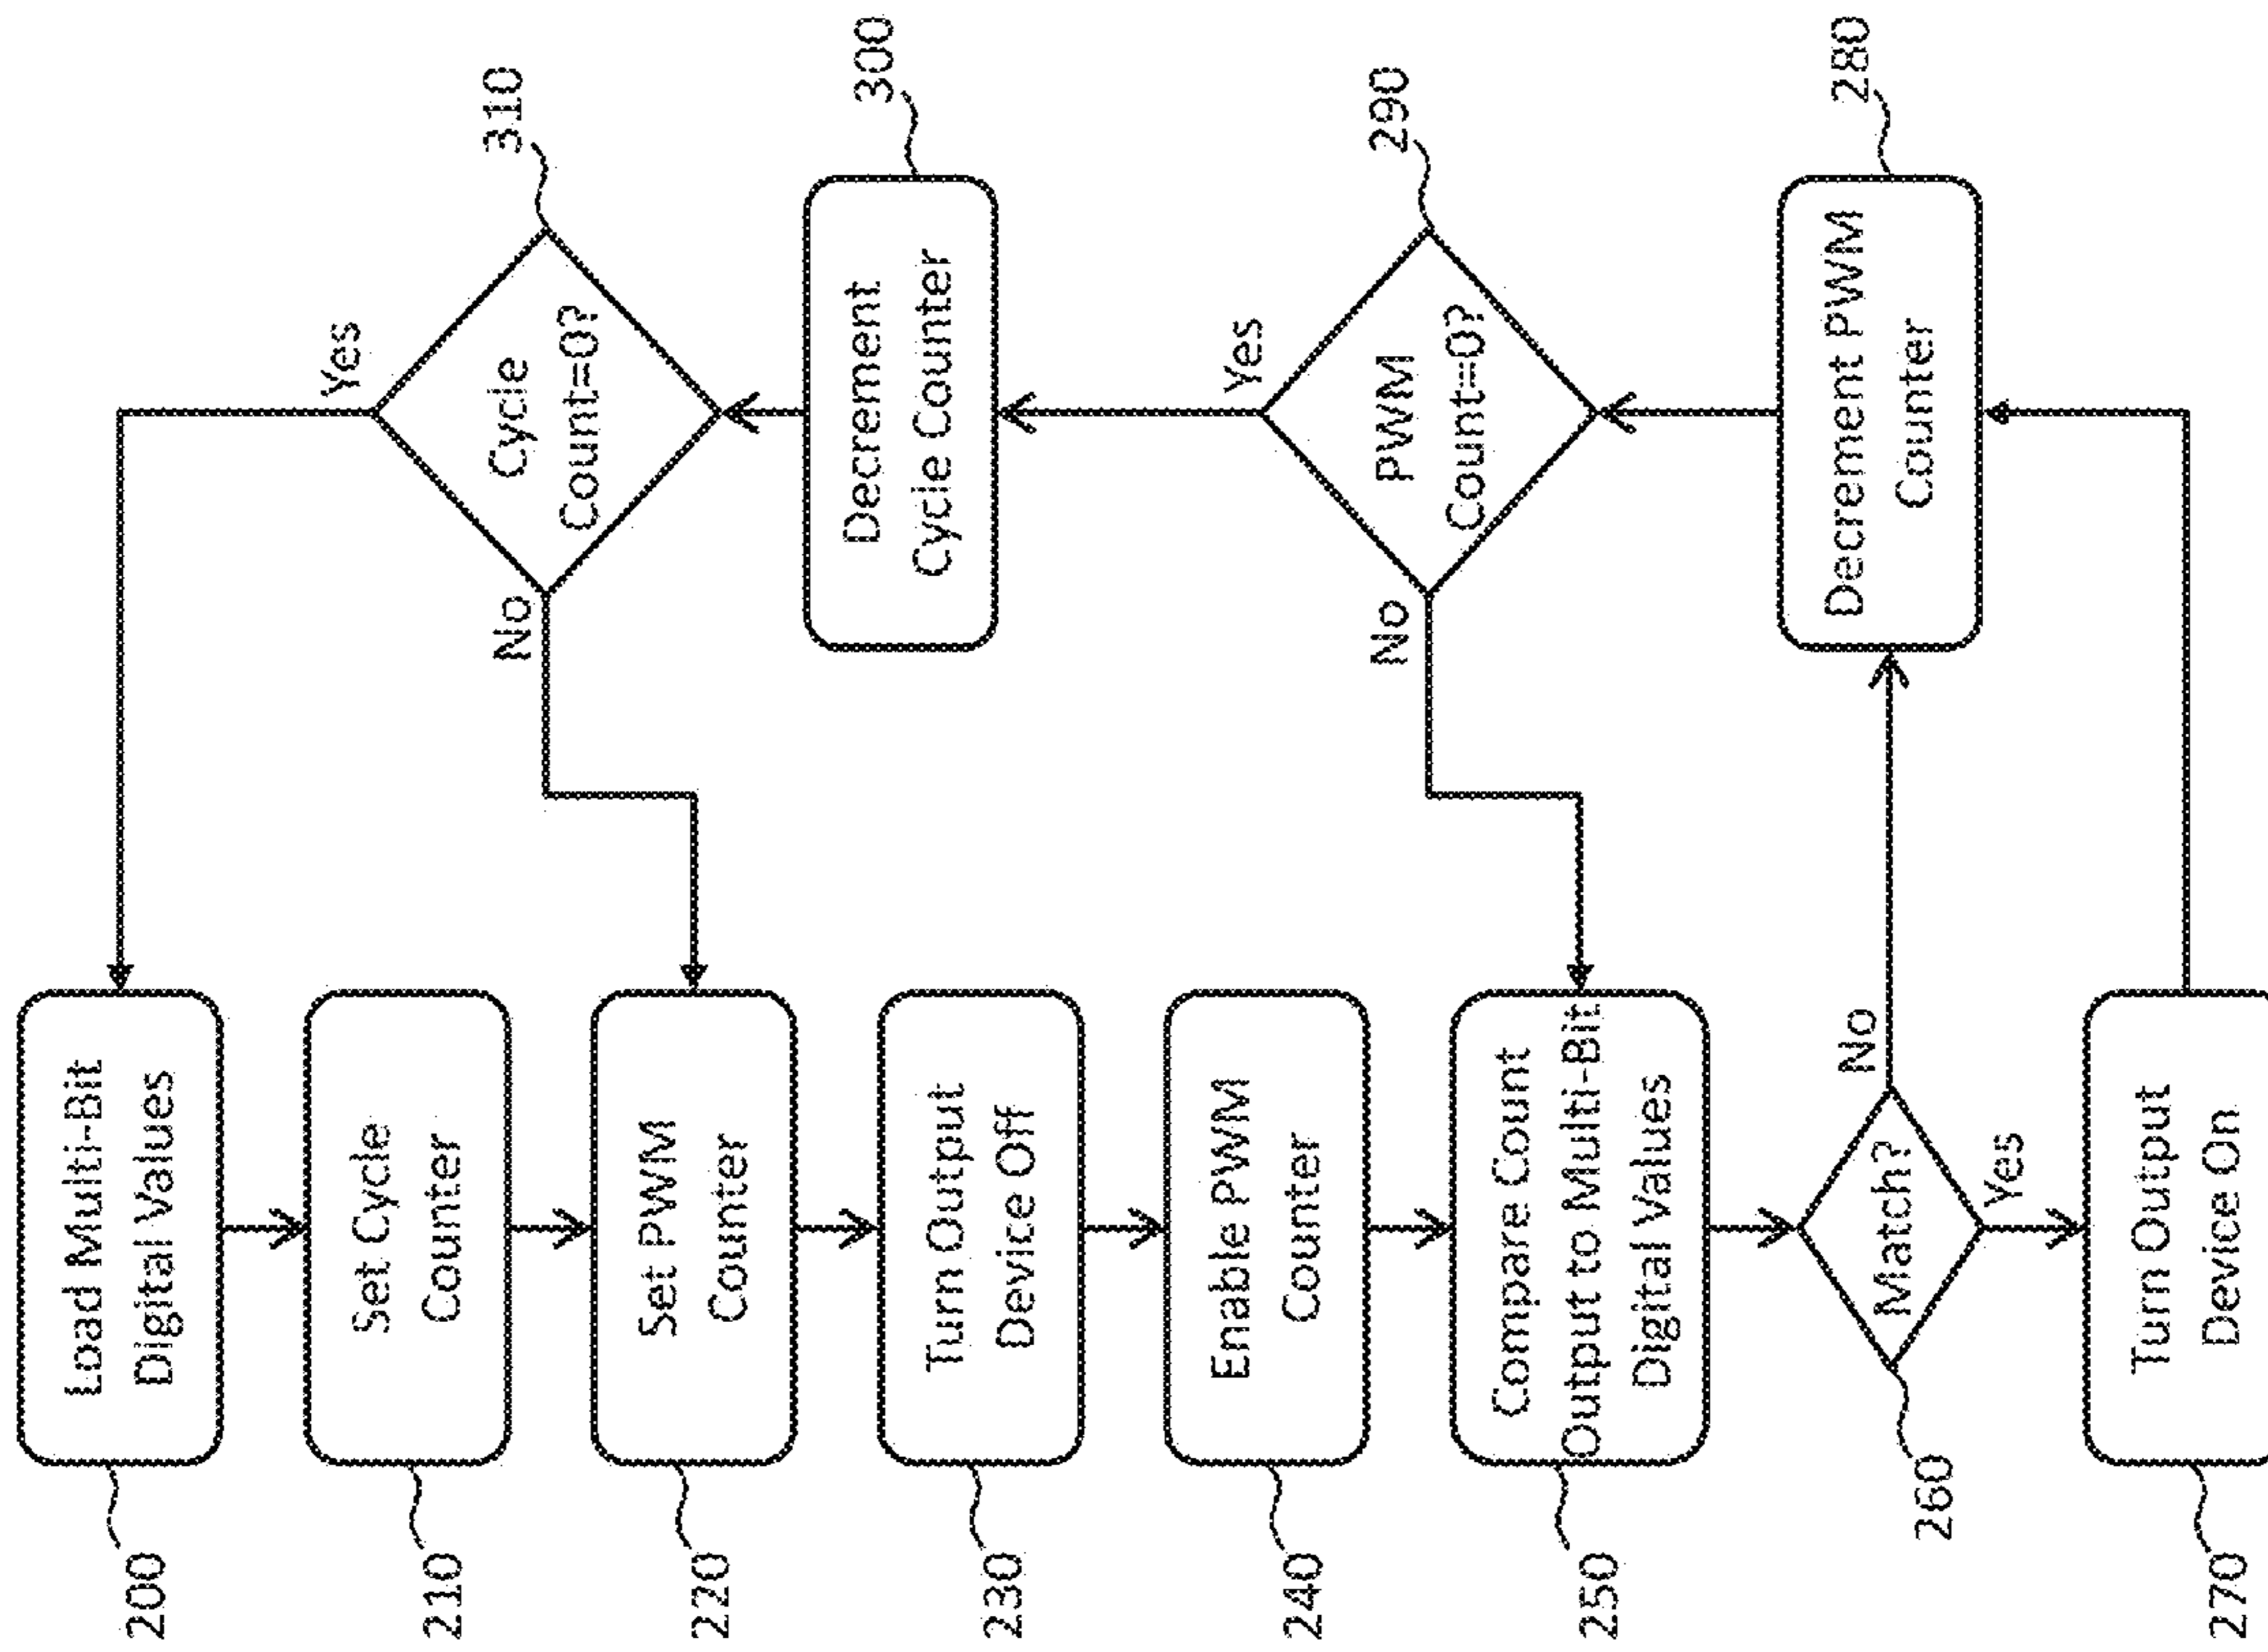 200
Load Multi-Bit
Digital Values
210
Set Cycle
Counter
220
Set PWM
Counter
230
Turn Output
Device Off
240
Enable PWM
Counter
250
Compare Count
Output to Multi-Bit
Digital Values
260
Match?
No
Yes
270
Turn Output
Device On
280
Decrement PWM
Counter
290
PWM
Count=0?
No
Yes
300
Decrement
Cycle Counter
310
Cycle
Count=0?
No
Yes